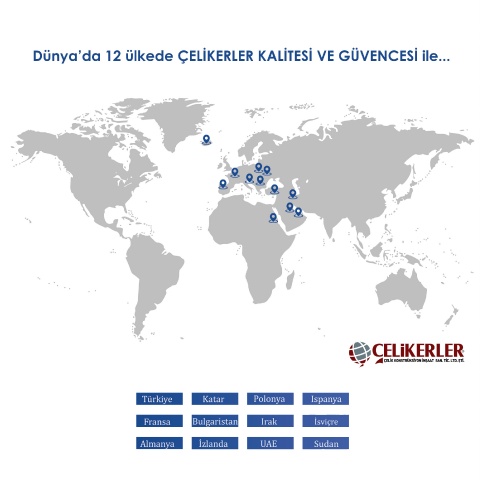 Dünya'da 12 ülkede ÇELİKERLER KALİTESİ VE GÜVENCESİ ile...
ÇELİKERLER
ÇELİK KONSTRÜKSİYON İNŞAAT SAN. TİC. LTD. ŞTİ.
Türkiye Katar Polonya Ispanya
Fransa Bulgaristan Irak İsviçre
Almanya İzlanda UAE Sudan